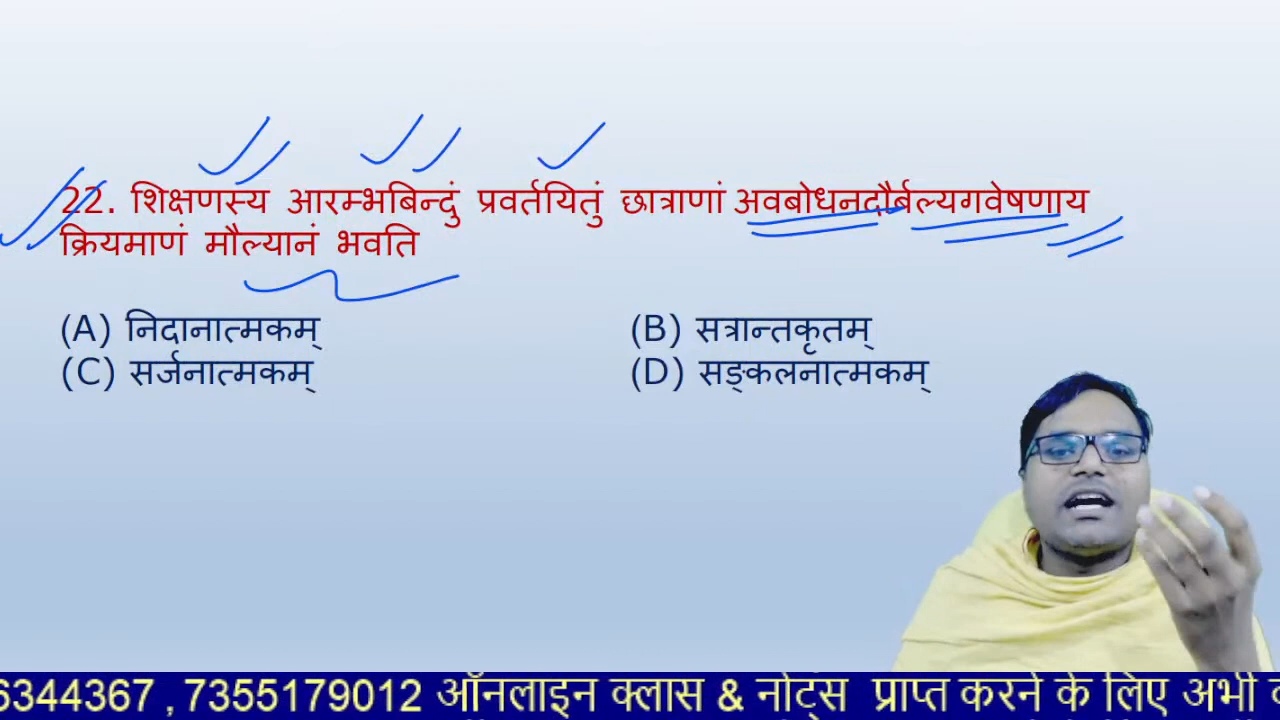 22. शिक्षणस्य आरम्भबिन्दुं प्रवर्तयितुं छात्राणां अवबोधनदौर्बल्यगवेषणाय
क्रियमाणं मौल्यानं भवति
(A) निदानात्मकम् (B) सत्रान्तकृतम्
(C) सर्जनात्मकम् (D) सङ्कलनात्मकम्
6344367 , 7355179012 ऑनलाइन क्लास & नोट्स प्राप्त करने के लिए अभी